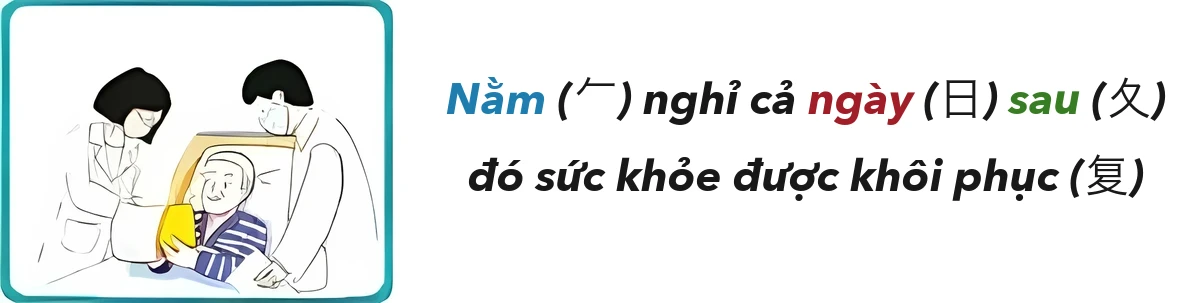 Nằm (𠂉) nghỉ cả ngày (日) sau (夂)
đó sức khỏe được khôi phục (复)